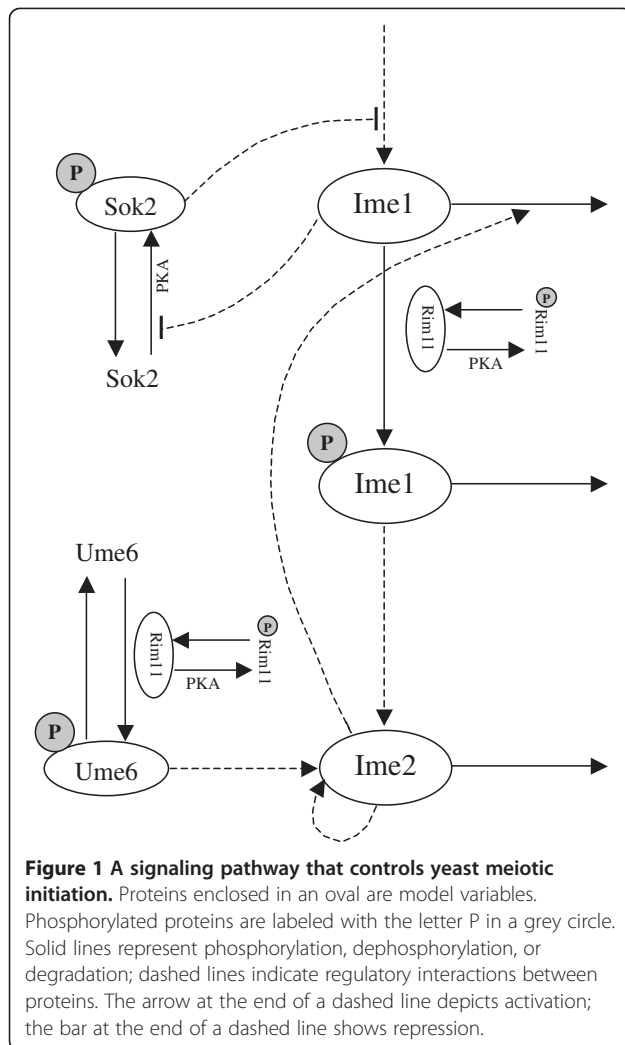 P
Sok2
PKA
Sok2
Ime1
P
Rim11
Rim11
PKA
P
Ime1
Ume6
P
Rim11
Rim11
PKA
P
Ume6
Ime2
Figure 1 A signaling pathway that controls yeast meiotic
initiation. Proteins enclosed in an oval are model variables.
Phosphorylated proteins are labeled with the letter P in a grey circle.
Solid lines represent phosphorylation, dephosphorylation, or
degradation; dashed lines indicate regulatory interactions between
proteins. The arrow at the end of a dashed line depicts activation;
the bar at the end of a dashed line shows repression.